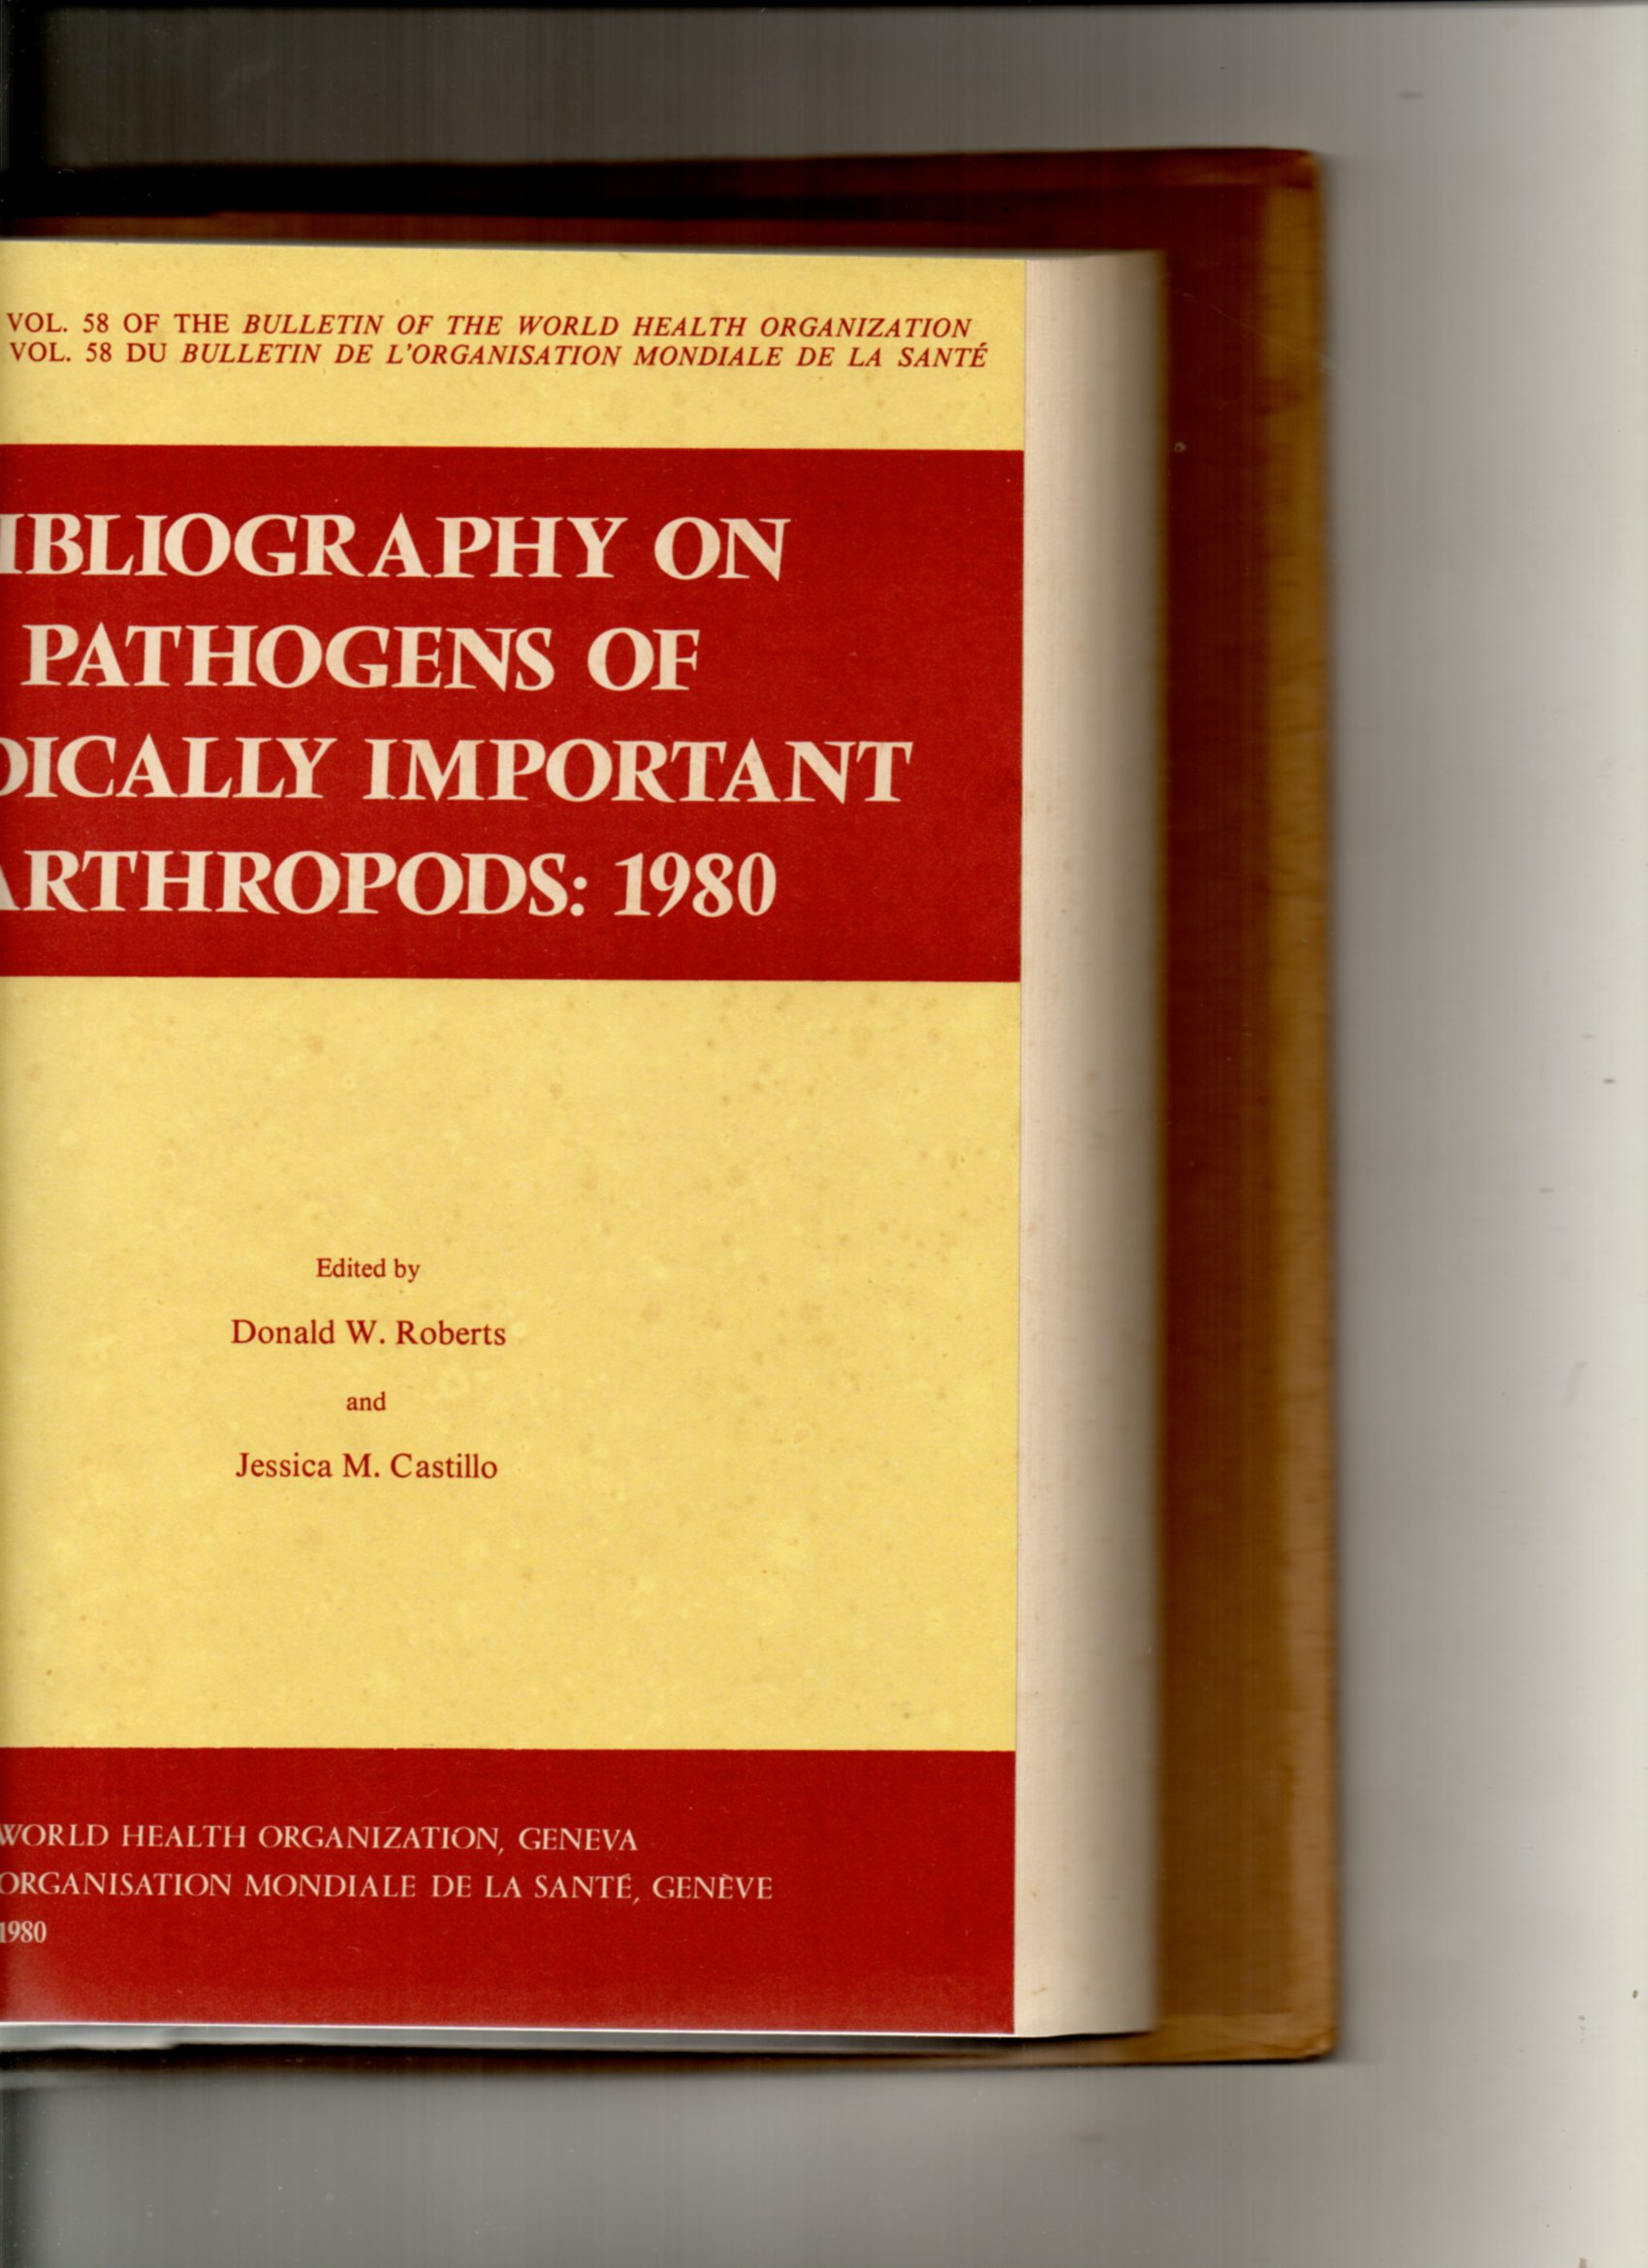 VOL. 58 OF THE BULLETIN OF THE WORLD HEALTH ORGANIZATION
VOL. 58 DU BULLETIN DE L'ORGANISATION MONDIALE DE LA SANTÉ
IBLIOGRAPHY ON
PATHOGENS OF
DICALLY IMPORTANT
ARTHROPODS: 1980
Edited by
Donald W. Roberts
and
Jessica M. Castillo
WORLD HEALTH ORGANIZATION, GENEVA
ORGANISATION MONDIALE DE LA SANTÉ, GENÈVE
1980